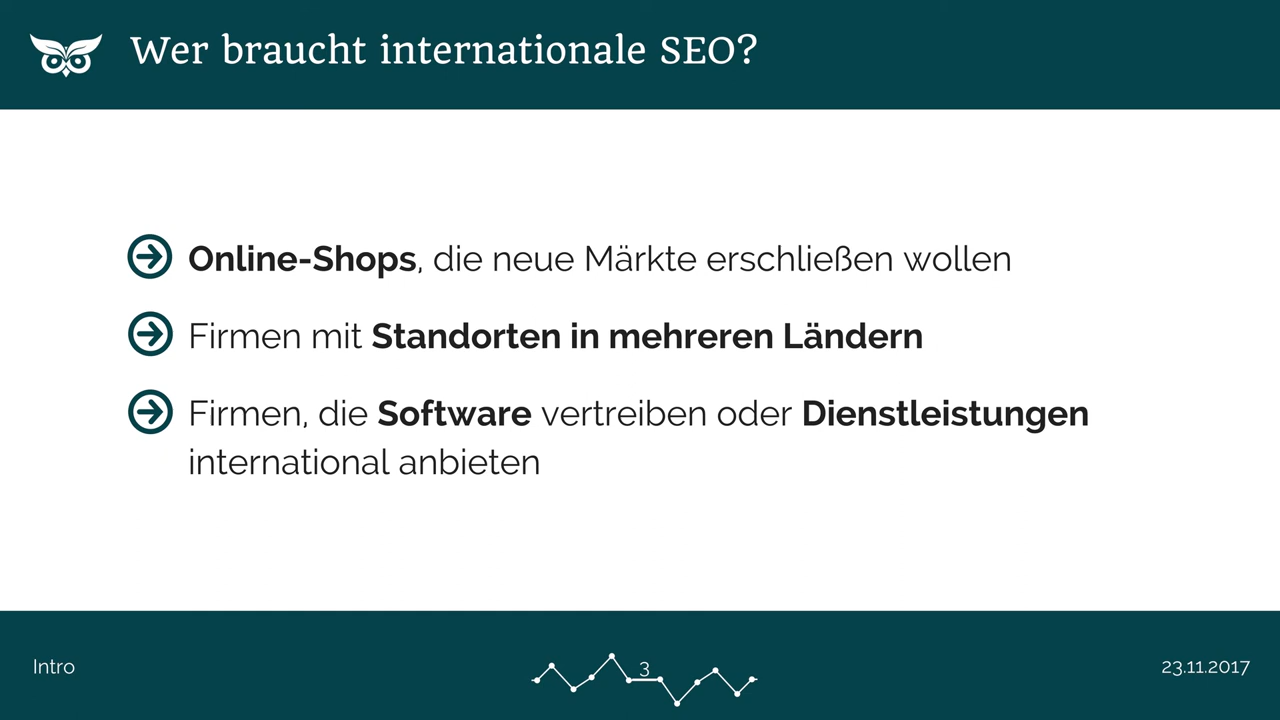 Wer braucht internationale SEO?
Online-Shops, die neue Märkte erschließen wollen
Firmen mit Standorten in mehreren Ländern
Firmen, die Software vertreiben oder Dienstleistungen
international anbieten
Intro
3
23.11.2017